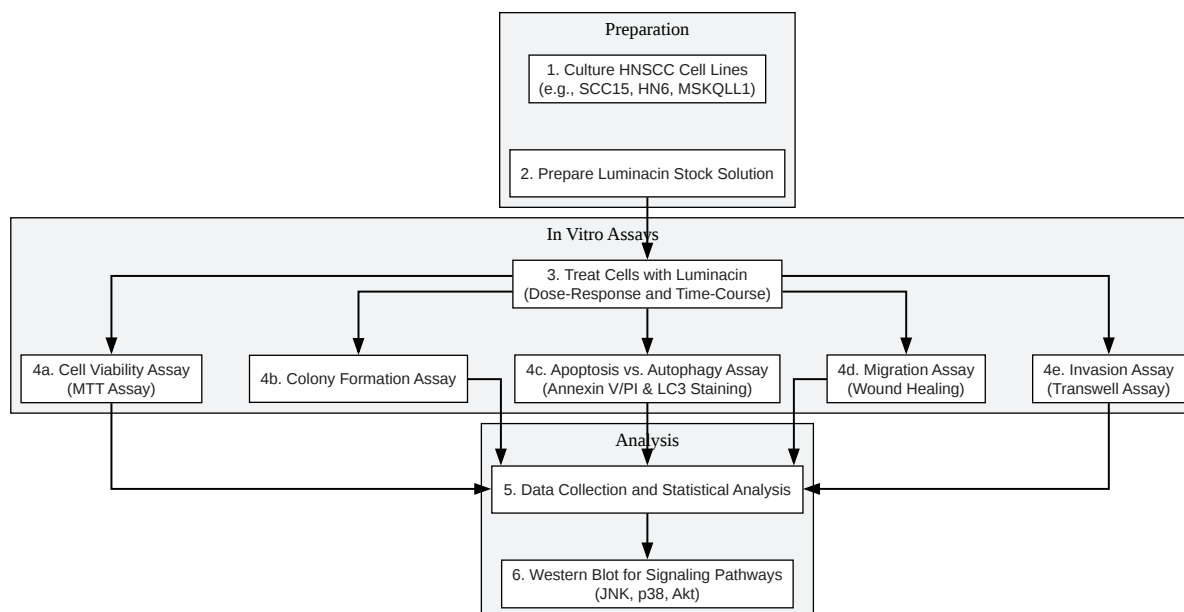 Preparation
1. Culture HNSCC Cell Lines
(e.g., SCC15, HN6, MSKQLL1)
2. Prepare Luminacin Stock Solution
In Vitro Assays
3. Treat Cells with Luminacin
(Dose-Response and Time-Course)
4a. Cell Viability Assay
(MTT Assay)
4b. Colony Formation Assay
4c. Apoptosis vs. Autophagy Assay
(Annexin V/PI & LC3 Staining)
4d. Migration Assay
(Wound Healing)
4e. Invasion Assay
(Transwell Assay)
Analysis
5. Data Collection and Statistical Analysis
6. Western Blot for Signaling Pathways
(JNK, p38, Akt)